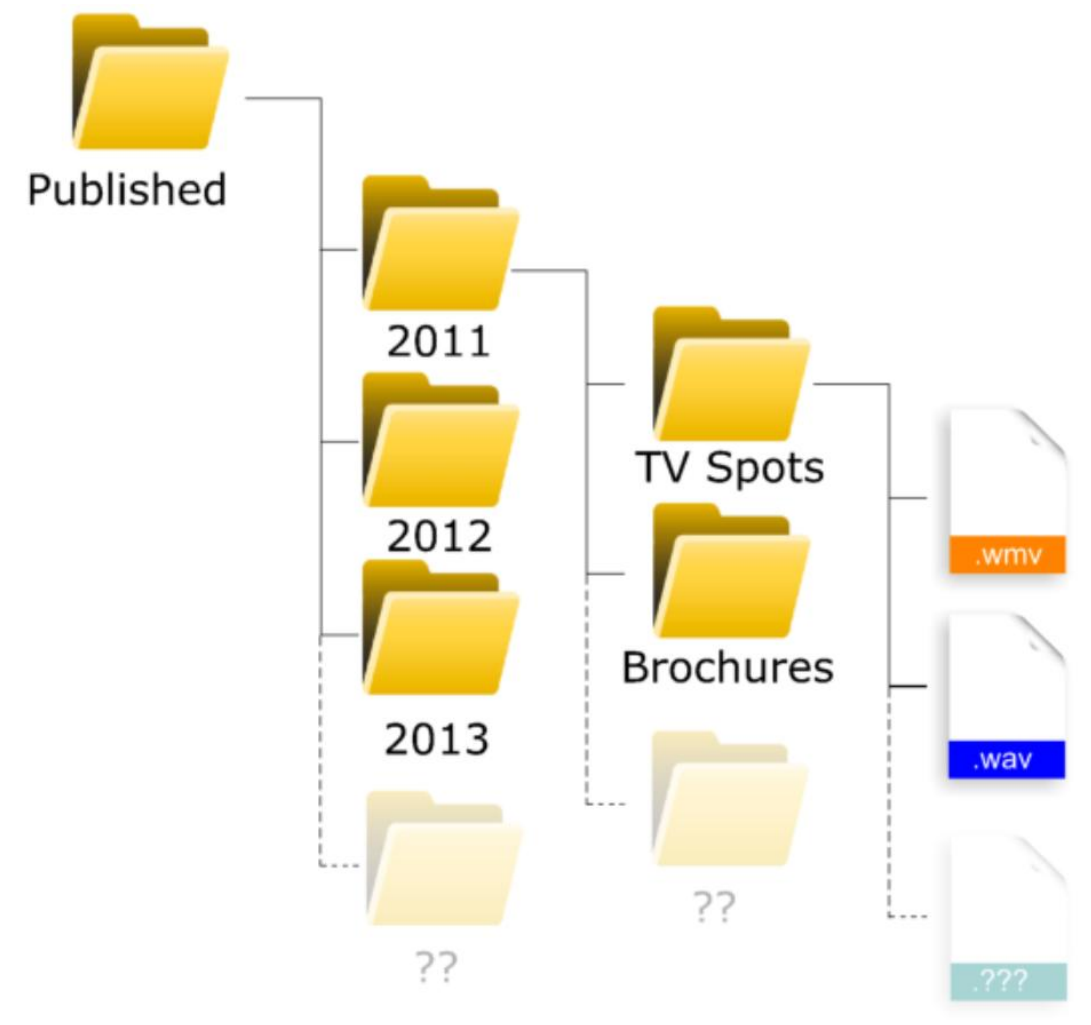 Published
2011
2012
2013
??
TV Spots
Brochures
??
.wmv
.wav
.???